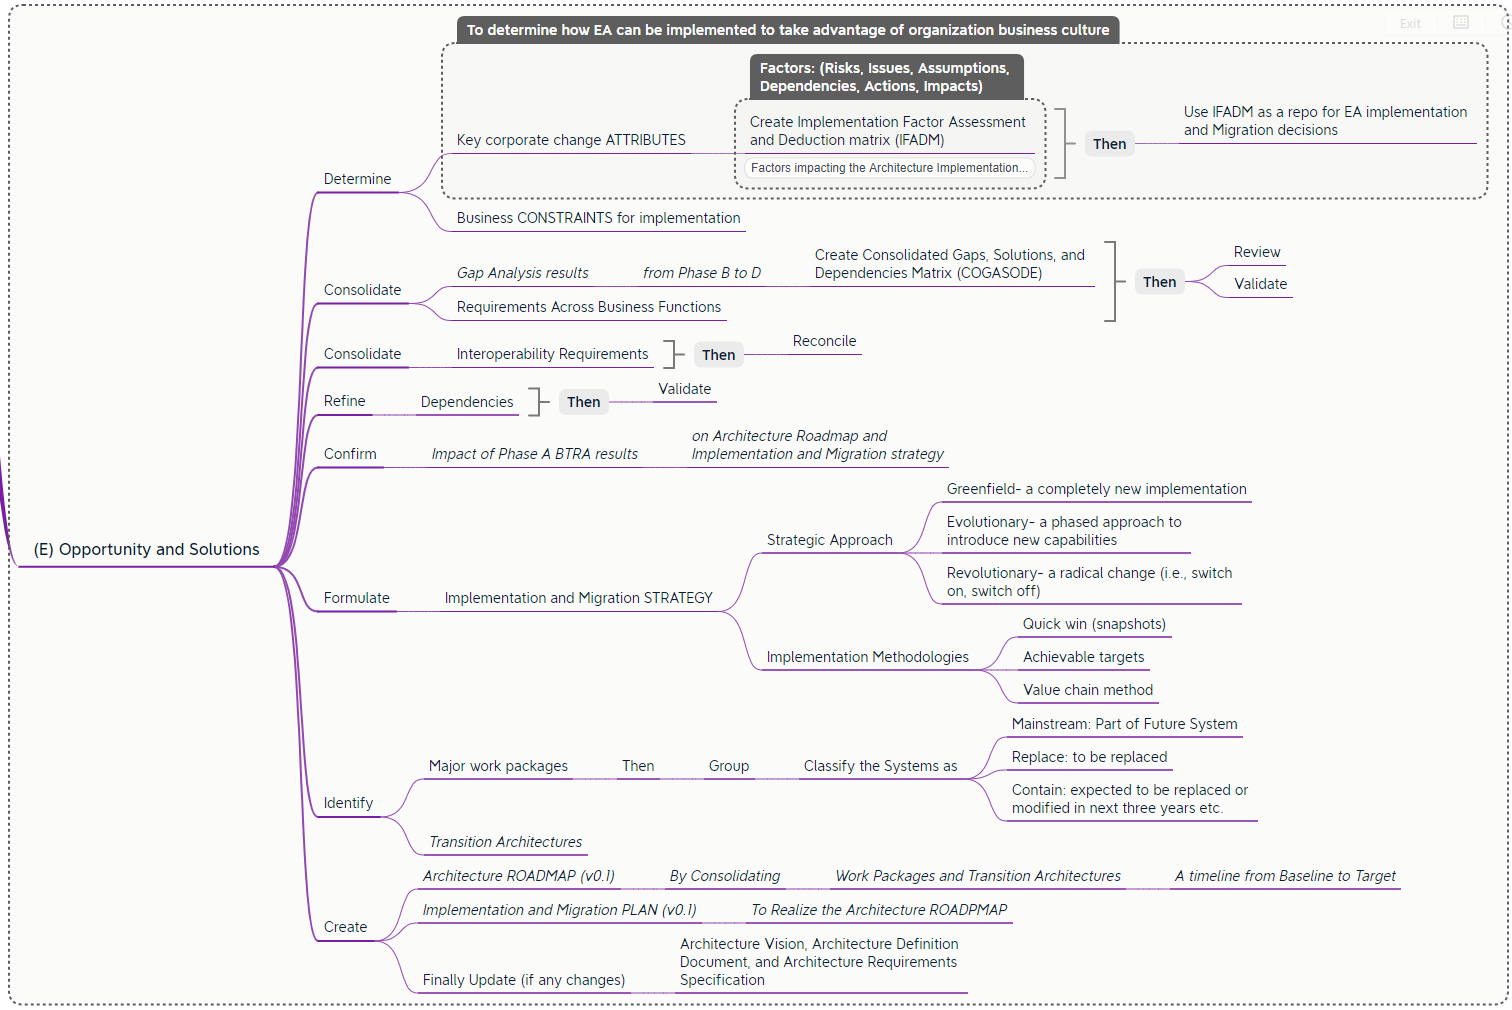 Exit
To determine how EA can be implemented to take advantage of organization business culture
Factors: (Risks, Issues, Assumptions,
Dependencies, Actions, Impacts)
Key corporate change ATTRIBUTES
Create Implementation Factor Assessment
and Deduction matrix (IFADM)
Factors impacting the Architecture Implementation...
Then
Use IFADM as a repo for EA implementation
and Migration decisions
Determine
Business CONSTRAINTS for implementation
Consolidate
Gap Analysis results
from Phase B to D
Create Consolidated Gaps, Solutions, and
Dependencies Matrix (COGASODE)
Then
Review
Validate
Requirements Across Business Functions
Consolidate
Interoperability Requirements
Then
Reconcile
Refine
Dependencies
Then
Validate
Confirm
Impact of Phase A BTRA results
on Architecture Roadmap and
Implementation and Migration strategy
(E) Opportunity and Solutions
Formulate
Implementation and Migration STRATEGY
Strategic Approach
Greenfield- a completely new implementation
Evolutionary- a phased approach to
introduce new capabilities
Revolutionary- a radical change (i.e., switch
on, switch off)
Implementation Methodologies
Quick win (snapshots)
Achievable targets
Value chain method
Identify
Major work packages
Then
Group
Classify the Systems as
Mainstream: Part of Future System
Replace: to be replaced
Contain: expected to be replaced or
modified in next three years etc.
Transition Architectures
Create
Architecture ROADMAP (v0.1)
By Consolidating
Work Packages and Transition Architectures
A timeline from Baseline to Target
Implementation and Migration PLAN (v0.1)
To Realize the Architecture ROADPMAP
Finally Update (if any changes)
Architecture Vision, Architecture Definition
Document, and Architecture Requirements
Specification